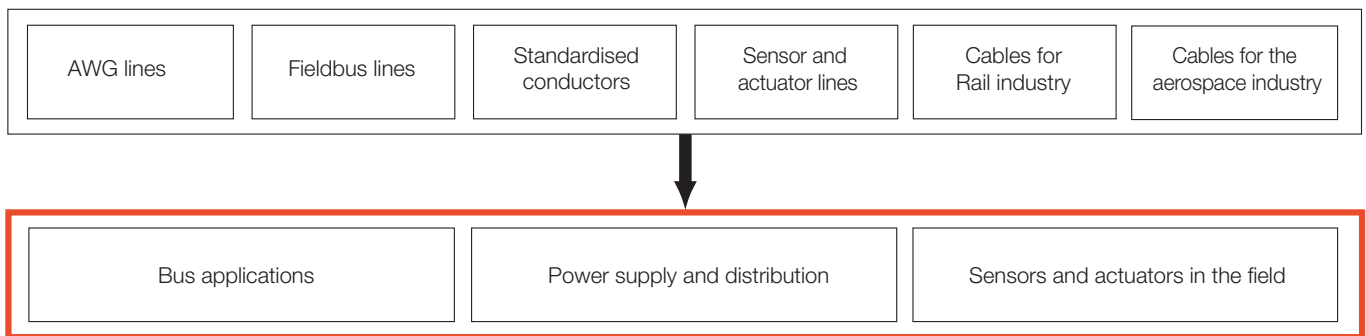 AWG lines
Fieldbus lines
Standardised
conductors
Sensor and
actuator lines
Cables for
Rail industry
Cables for the
aerospace industry
Bus applications
Power supply and distribution
Sensors and actuators in the field